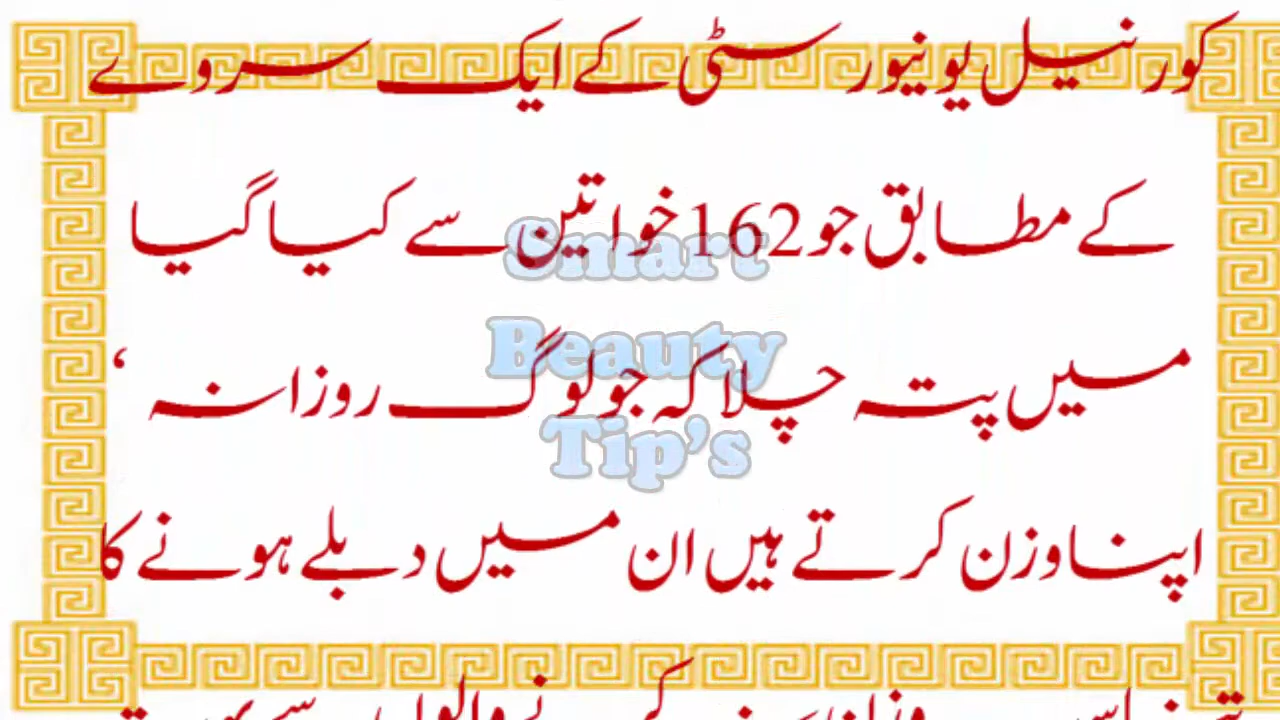 کورنیل یونیورسٹی کے ایک سروے
کے مطابق جو 162 خواتین سے کیا گیا
میں پتہ چلا کہ جو لوگ روزانہ ‘
اپنا وزن کرتے ہیں ان میں دبلے ہونے کا
Smart
Beauty
Tip’s